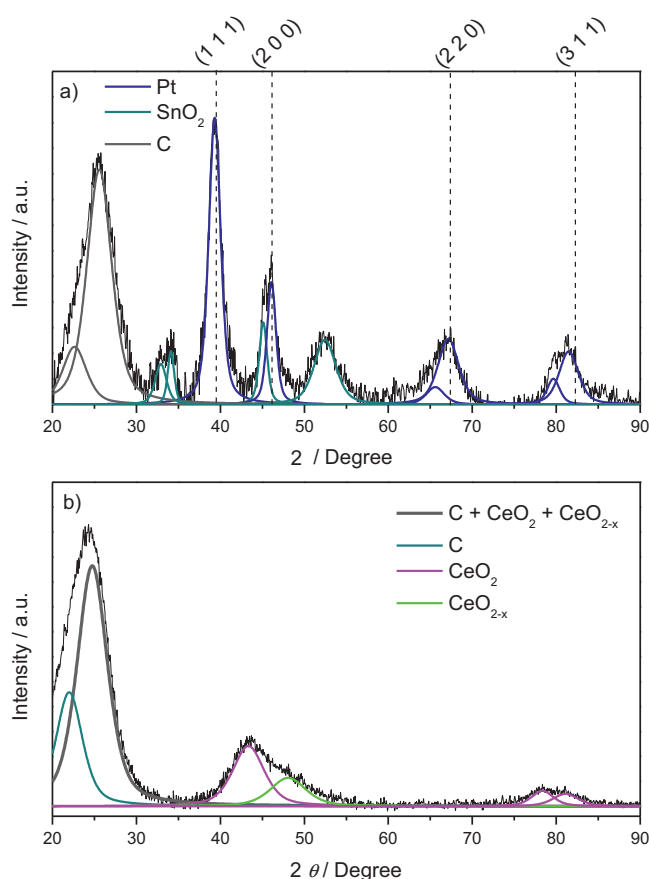 (1 1 1) (2 0 0) (2 2 0) (3 1 1)
a)
Pt
SnO2
C
Intensity / a.u.
20 30 40 50 60 70 80 90
2 / Degree
b)
C + CeO2 + CeO2-x
C
CeO2
CeO2-x
Intensity / a.u.
20 30 40 50 60 70 80 90
2 θ / Degree